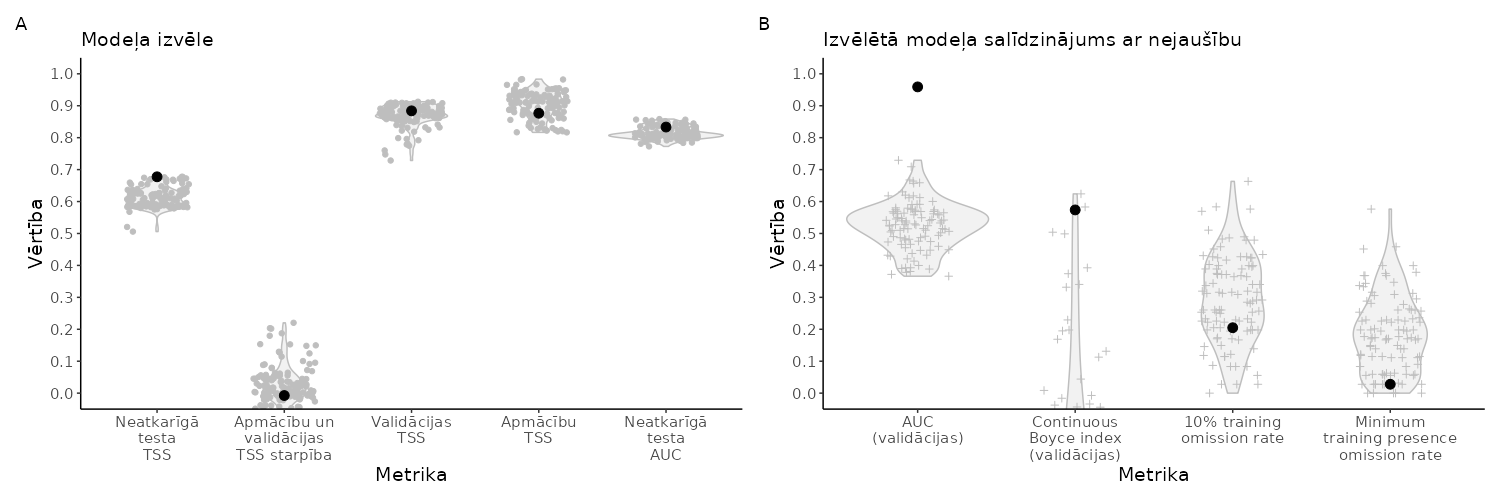 A
Modeļa izvēle
Vērtība
1.0
0.9
0.8
0.7
0.6
0.5
0.4
0.3
0.2
0.1
0.0
Neatkarīgā
testa
TSS
Apmācību un
validācijas
TSS starpība
Validācijas
TSS
Apmācību
TSS
Neatkarīgā
testa
AUC
Metrika
B
Izvēlētā modeļa salīdzinājums ar nejaušību
Vērtība
1.0
0.9
0.8
0.7
0.6
0.5
0.4
0.3
0.2
0.1
0.0
AUC
(validācijas)
Continuous
Boyce index
(validācijas)
10% training
omission rate
Minimum
training presence
omission rate
Metrika